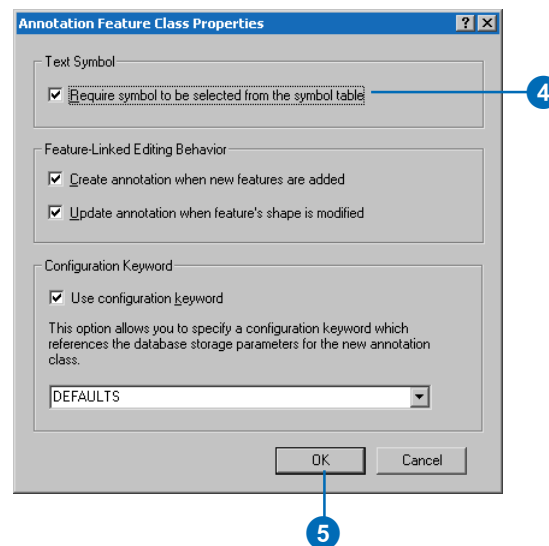 Annotation Feature Class Properties
? ×
Text Symbol
Require symbol to be selected from the symbol table
4
Feature-Linked Editing Behavior
Create annotation when new features are added
Update annotation when feature's shape is modified
Configuration Keyword
Use configuration keyword
This option allows you to specify a configuration keyword which
references the database storage parameters for the new annotation
class.
DEFAULTS
OK Cancel
5